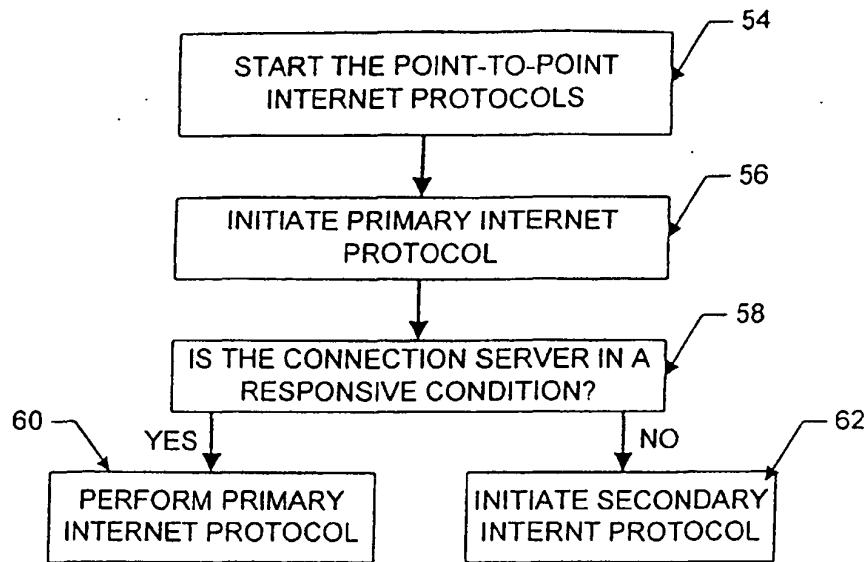 54
START THE POINT-TO-POINT
INTERNET PROTOCOLS
56
INITIATE PRIMARY INTERNET
PROTOCOL
58
IS THE CONNECTION SERVER IN A
RESPONSIVE CONDITION?
60
YES
NO
62
PERFORM PRIMARY
INTERNET PROTOCOL
INITIATE SECONDARY
INTERNT PROTOCOL